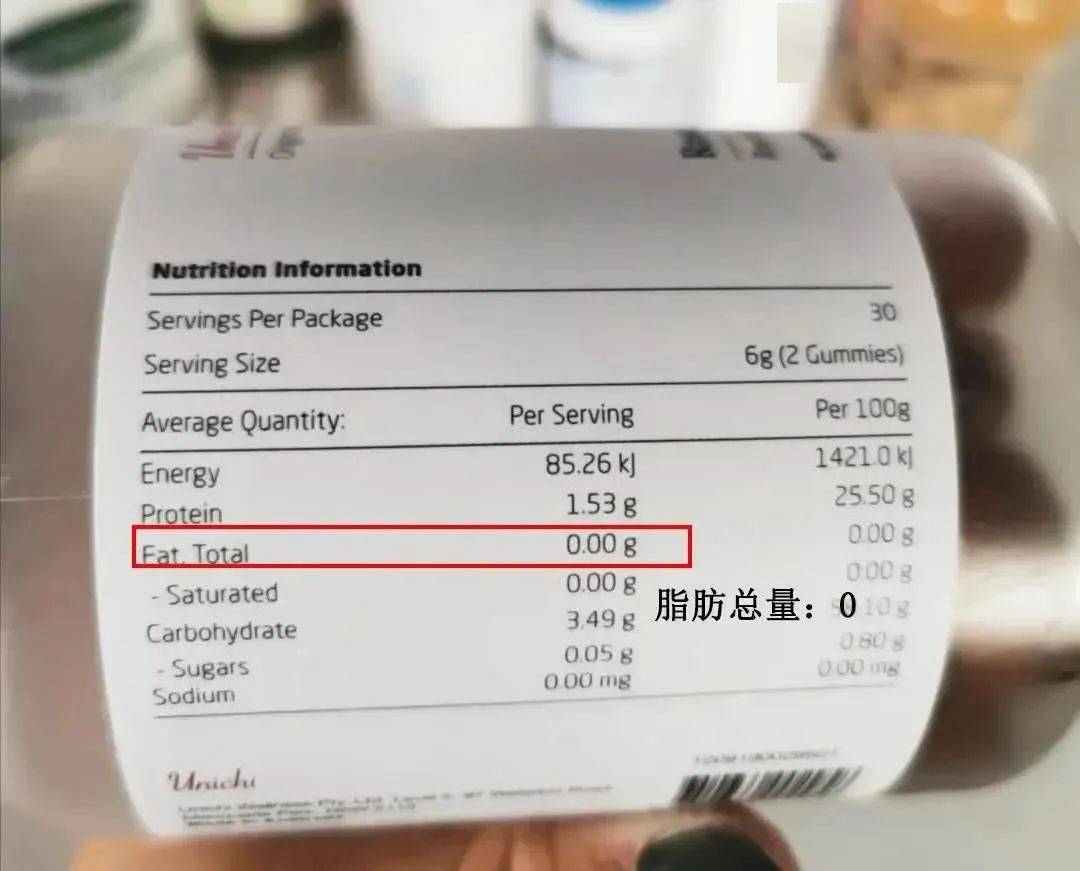 Nutrition Information
Servings Per Package 30
Serving Size 6g (2 Gummies)
Average Quantity: Per Serving Per 100g
Energy 85.26 kJ 1421.0 kJ
Protein 1.53 g 25.50 g
Fat, Total 0.00 g 0.00 g
- Saturated 0.00 g 0.00 g
脂肪总量：0
Carbohydrate 3.49 g
- Sugars 0.05 g 0.80 g
Sodium 0.00 mg 0.00 mg
Unichi